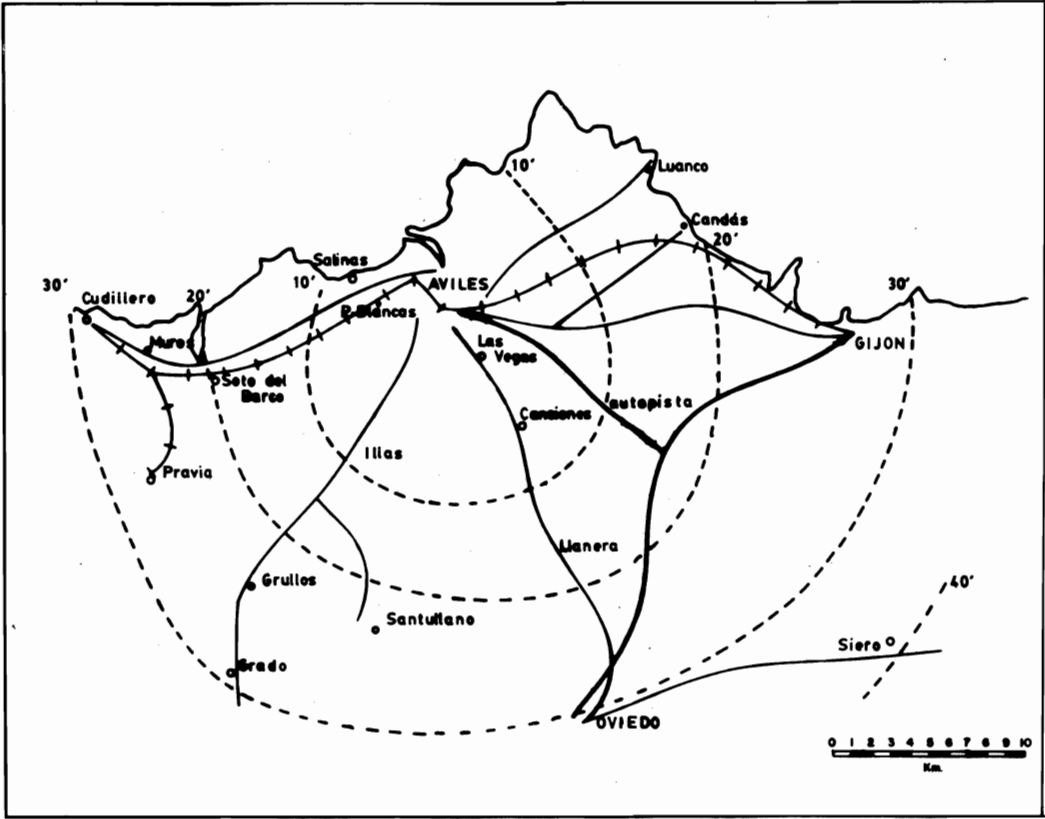 10'
Luanco
Candás
20'
Salinas
30'
Cudillero
20'
10'
AVILES
30'
P. Blancas
Muros
Las
Vegas
GIJON
Soto del
Barco
autopista
Cansiones
Illas
Pravia
Llanera
Grullos
40'
Santullano
Siero
Grado
OVIEDO
0 1 2 3 4 5 6 7 8 9 10
Km.